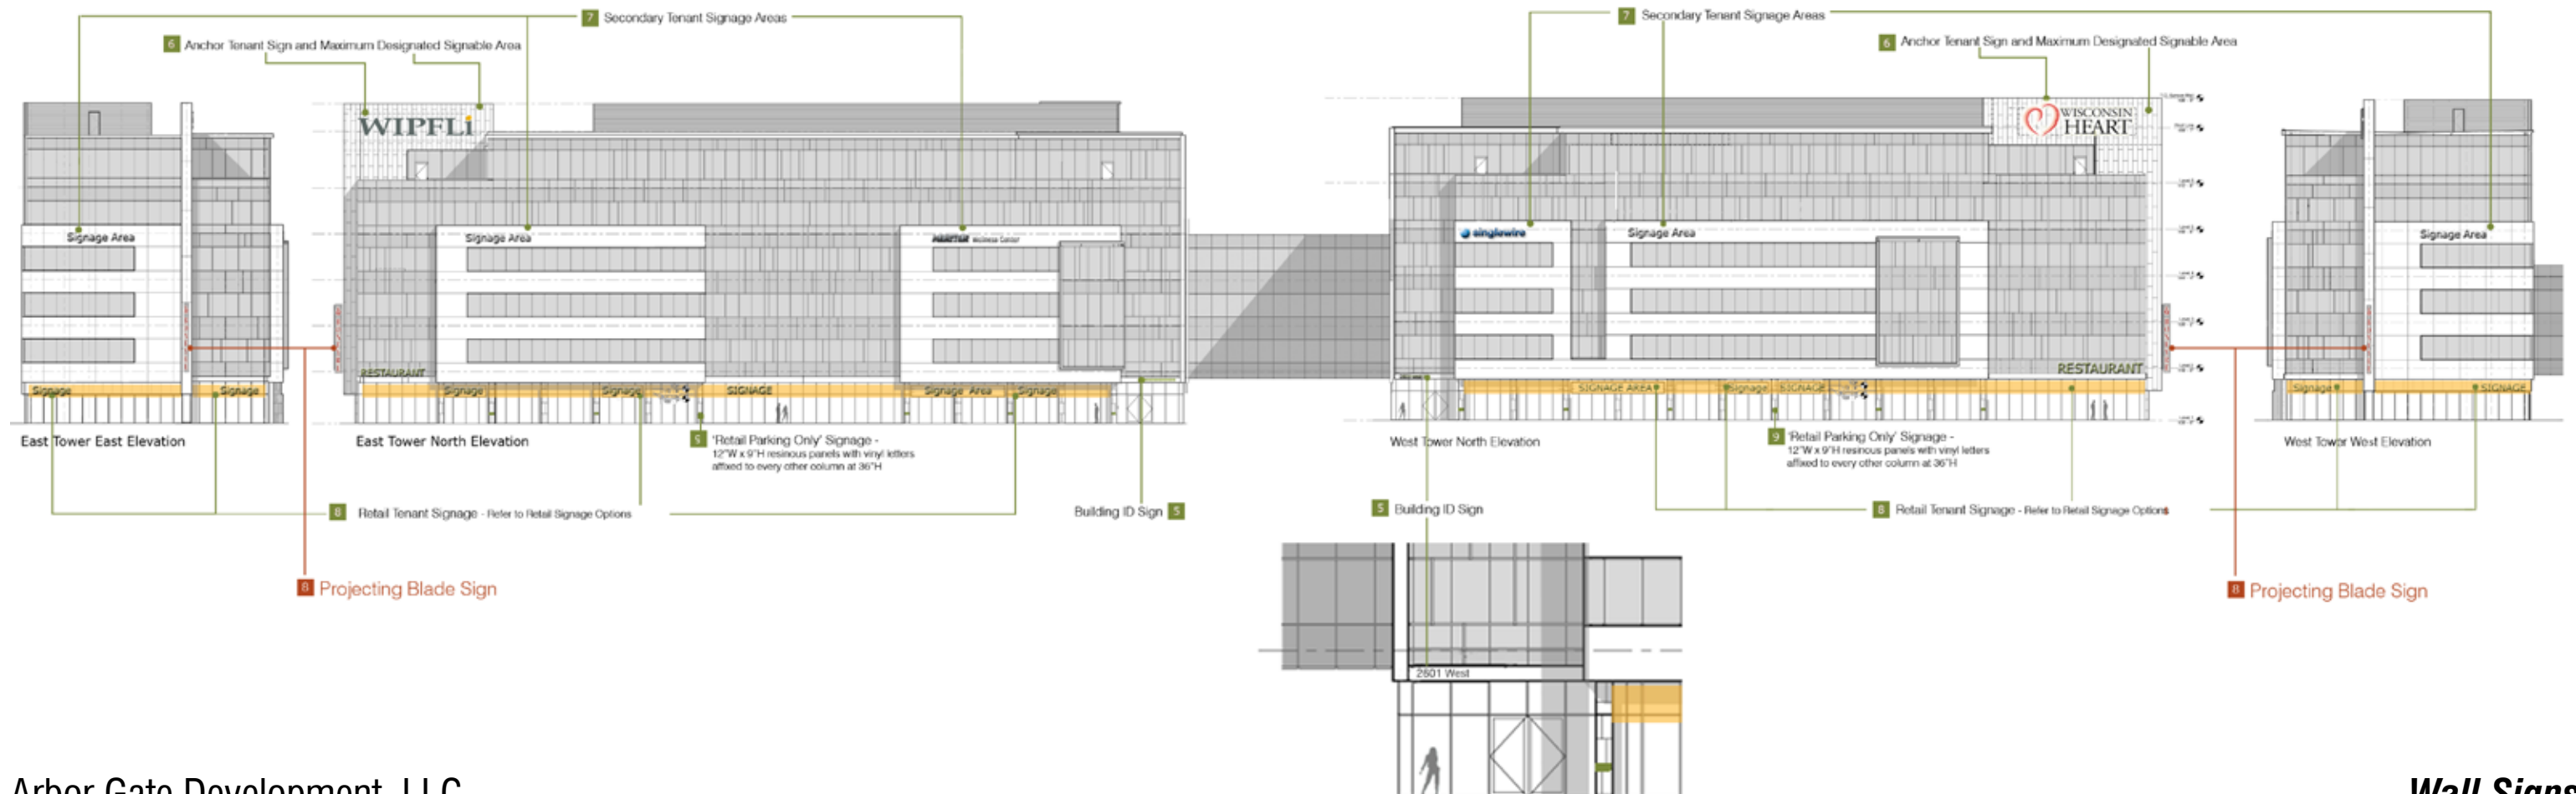 7 Secondary Tenant Signage Areas
6 Anchor Tenant Sign and Maximum Designated Signable Area
WIPFLi
Signage Area
Signage Area
Business Center
RESTAURANT
Signage
Signage
Signage
Signage
SIGNAGE
Signage Area
Signage
East Tower East Elevation
East Tower North Elevation
5 'Retail Parking Only' Signage -
12"W x 9"H resinous panels with vinyl letters
affixed to every other column at 36"H
8 Retail Tenant Signage - Refer to Retail Signage Options
Building ID Sign 5
8 Projecting Blade Sign
7 Secondary Tenant Signage Areas
6 Anchor Tenant Sign and Maximum Designated Signable Area
WISCONSIN
HEART
singlewire
Signage Area
Signage Area
RESTAURANT
SIGNAGE AREA
Signage
SIGNAGE
Signage
SIGNAGE
West Tower North Elevation
West Tower West Elevation
9 'Retail Parking Only' Signage -
12"W x 9"H resinous panels with vinyl letters
affixed to every other column at 36"H
5 Building ID Sign
8 Retail Tenant Signage - Refer to Retail Signage Options
8 Projecting Blade Sign
2601 West
Arbor Gate Development, LLC
Wall Signs